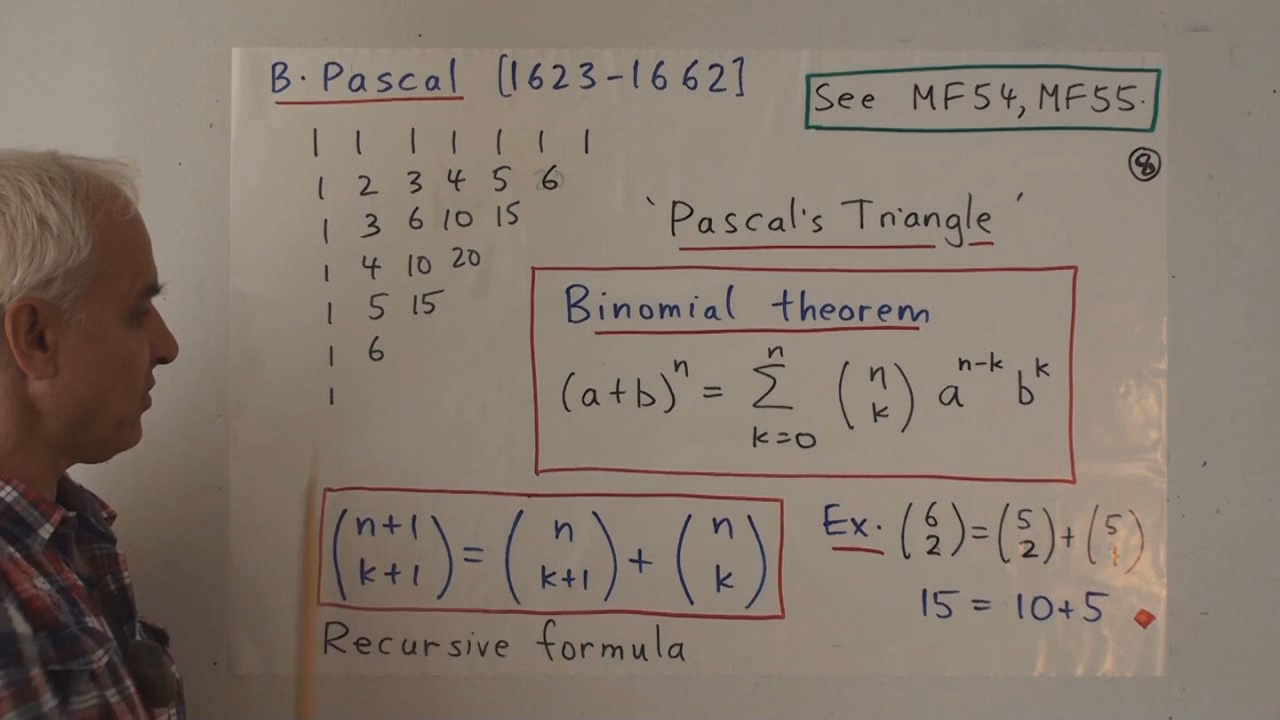 B. Pascal [1623-1662]
See MF54, MF55.
8
1 1 1 1 1 1 1
1 2 3 4 5 6
1 3 6 10 15
1 4 10 20
1 5 15
1 6
1
'Pascal's Triangle'
Binomial theorem
(a+b)^n = ∑_{k=0}^{n} (n k) a^{n-k} b^k
(n+1 k+1) = (n k+1) + (n k)
Recursive formula
Ex. (6 2) = (5 2) + (5 1)
15 = 10+5